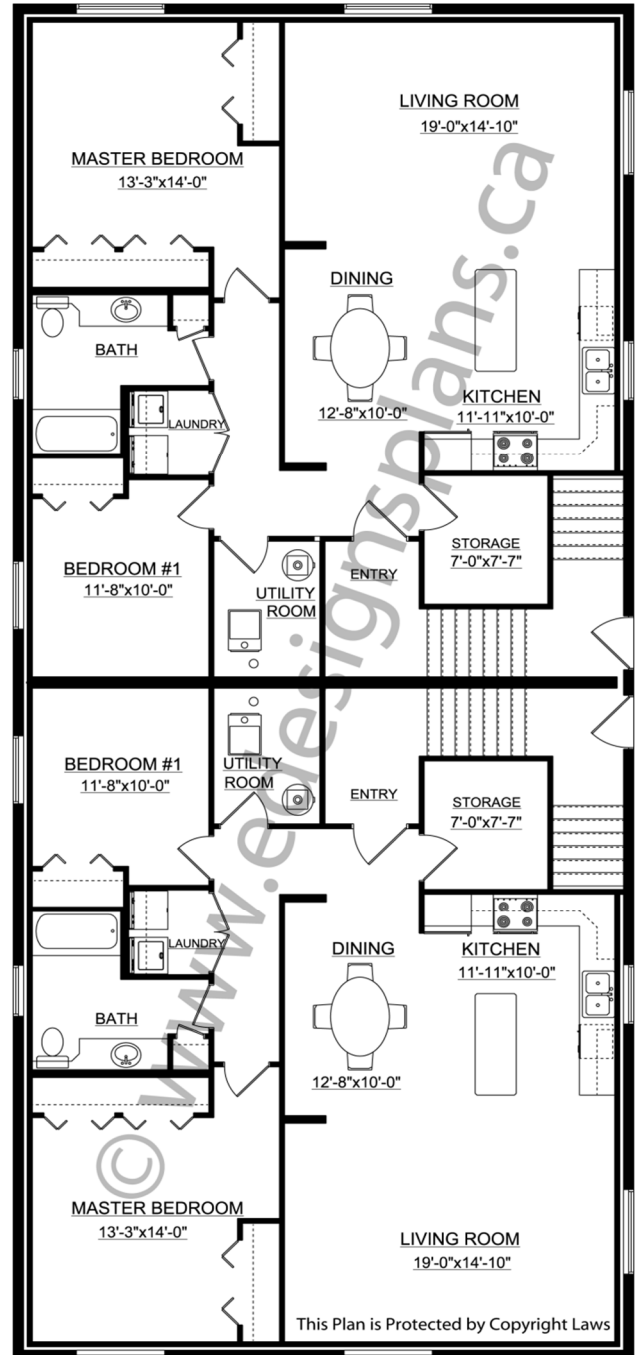 LIVING ROOM
19'-0"x14'-10"
MASTER BEDROOM
13'-3"x14'-0"
DINING
12'-8"x10'-0"
BATH
KITCHEN
11'-11"x10'-0"
LAUNDRY
STORAGE
7'-0"x7'-7"
BEDROOM #1
11'-8"x10'-0"
ENTRY
UTILITY
ROOM
BEDROOM #1
11'-8"x10'-0"
UTILITY
ROOM
ENTRY
STORAGE
7'-0"x7'-7"
LAUNDRY
DINING
12'-8"x10'-0"
KITCHEN
11'-11"x10'-0"
BATH
MASTER BEDROOM
13'-3"x14'-0"
LIVING ROOM
19'-0"x14'-10"
This Plan is Protected by Copyright Laws
© www.edesignsplans.ca